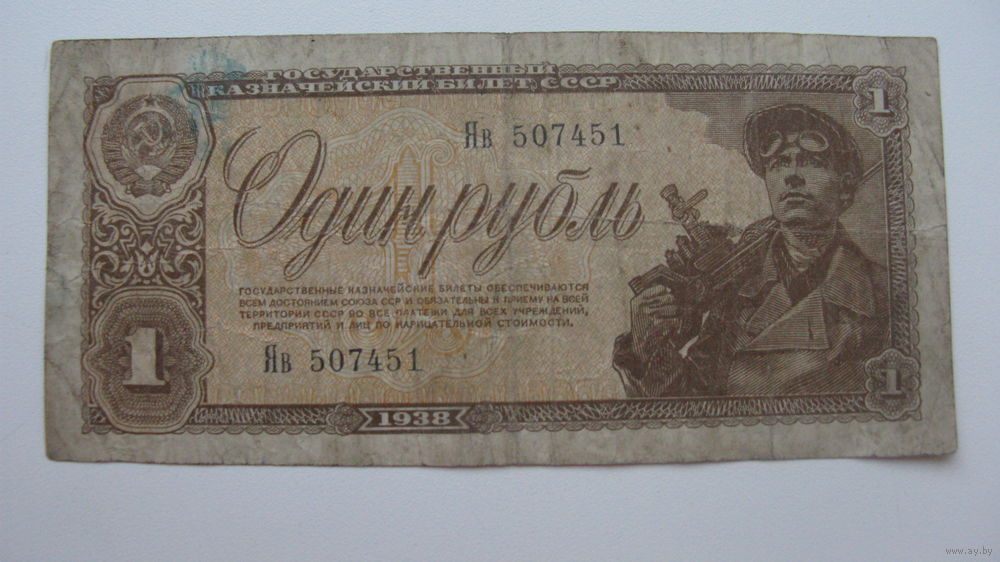 ГОСУДАРСТВЕННЫЙ
КАЗНАЧЕЙСКИЙ БИЛЕТ СССР
1
Яв 507451
Один рубль
ГОСУДАРСТВЕННЫЕ КАЗНАЧЕЙСКИЕ БИЛЕТЫ ОБЕСПЕЧИВАЮТСЯ
ВСЕМ ДОСТОЯНИЕМ СОЮЗА ССР И ОБЯЗАТЕЛЬНЫ К ПРИЕМУ НА ВСЕЙ
ТЕРРИТОРИИ СССР ВО ВСЕ ПЛАТЕЖИ ДЛЯ ВСЕХ УЧРЕЖДЕНИЙ,
ПРЕДПРИЯТИЙ И ЛИЦ ПО НАРИЦАТЕЛЬНОЙ СТОИМОСТИ.
Яв 507451
1
1
1938
www.ay.by